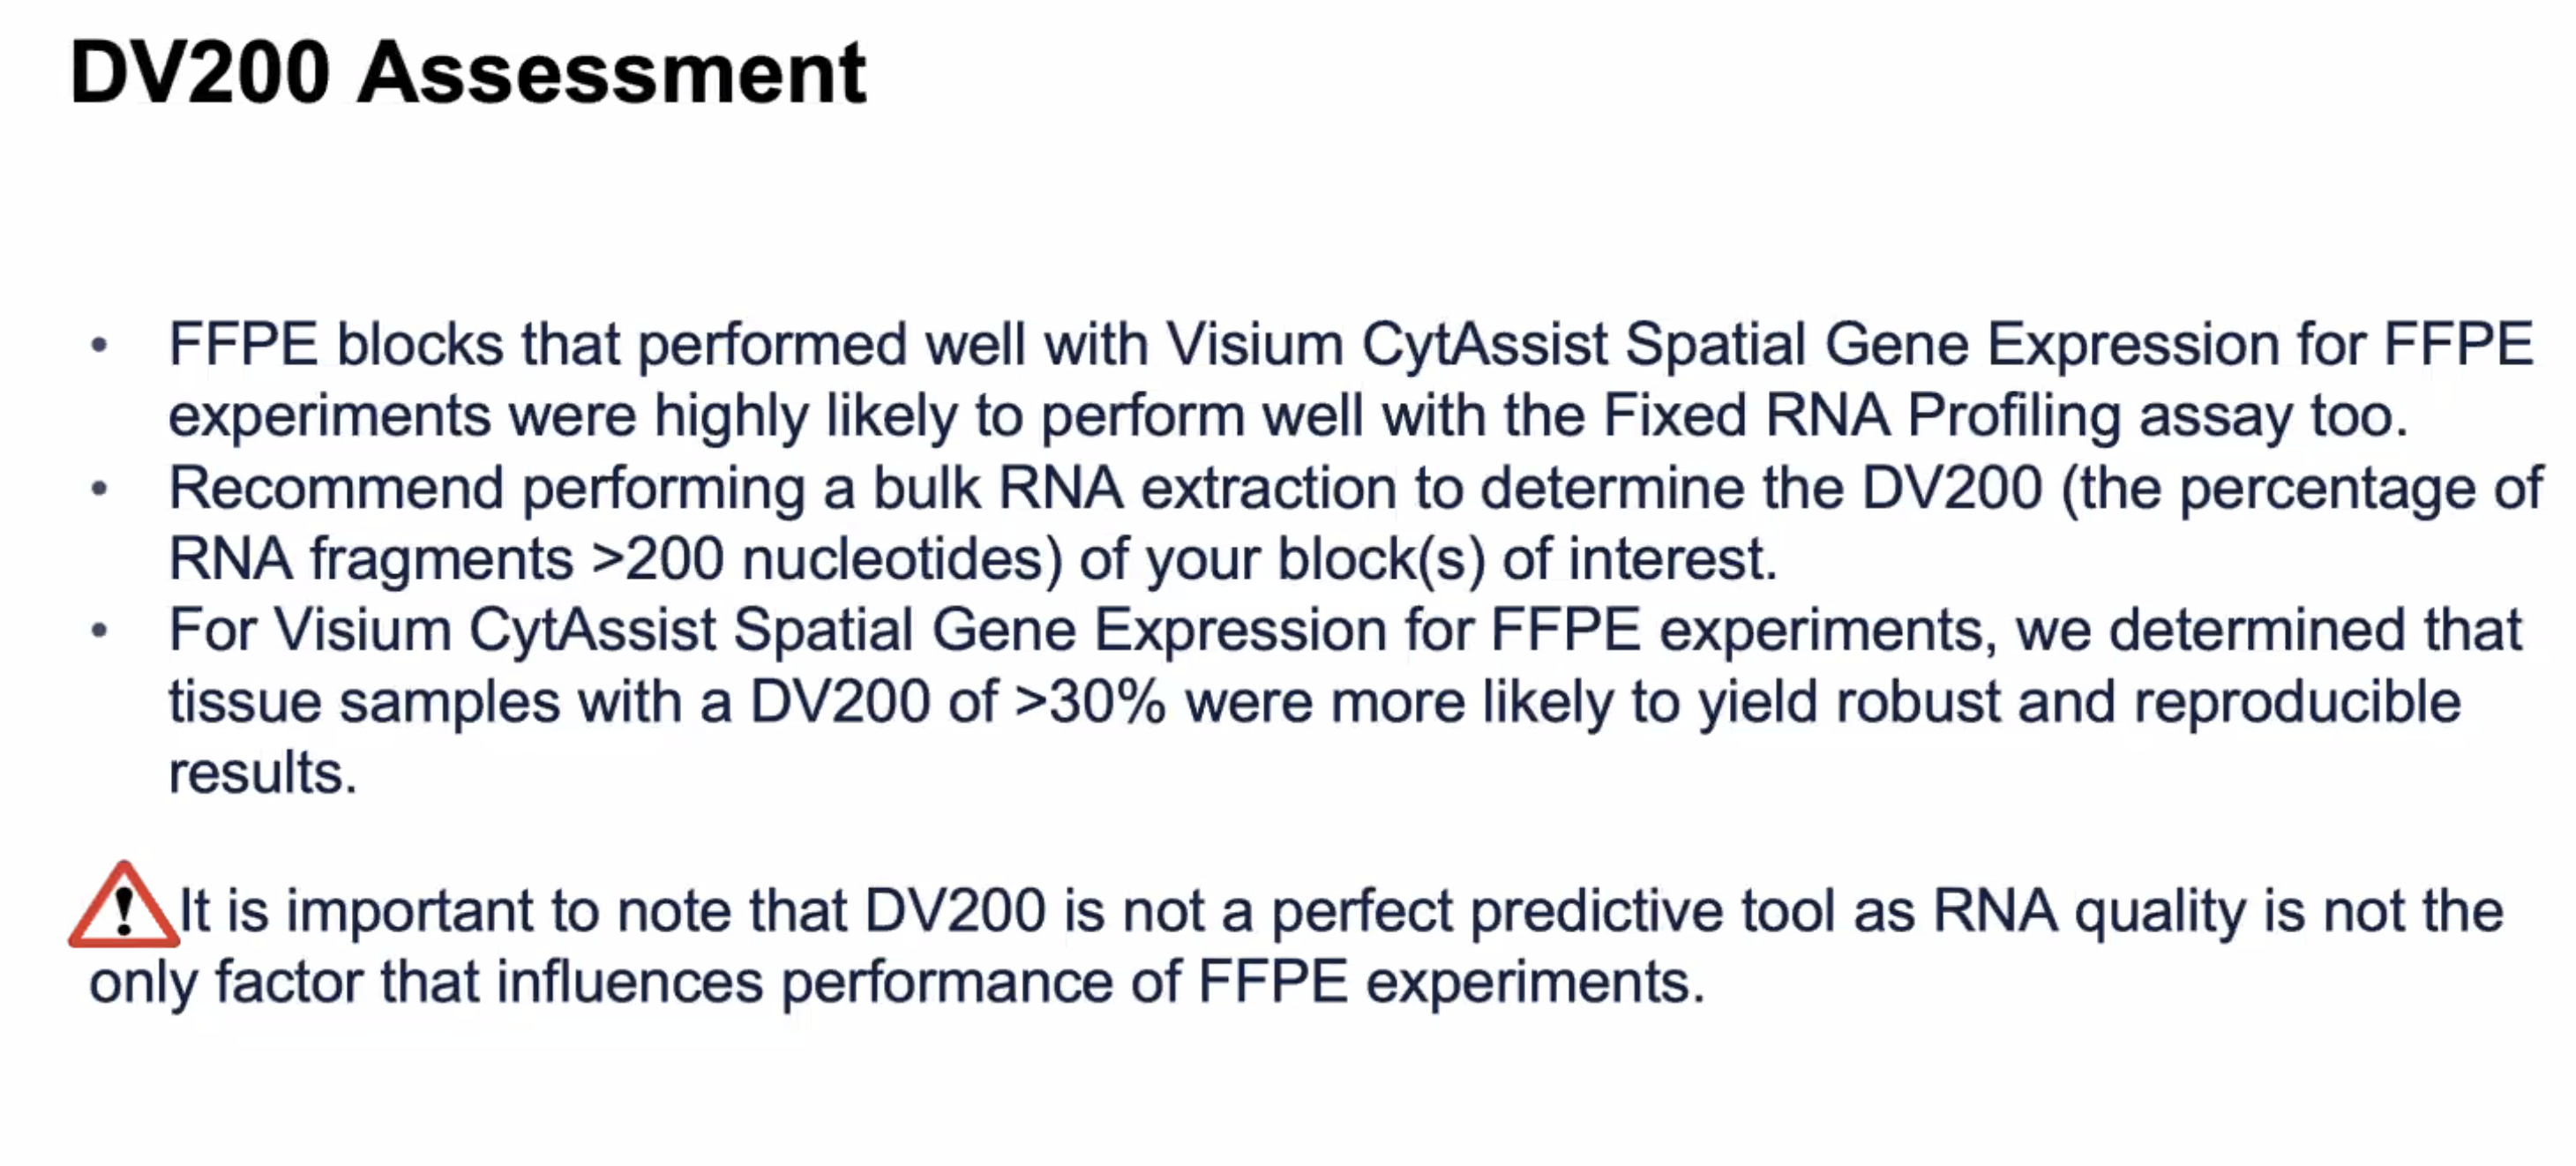 DV200 Assessment
• FFPE blocks that performed well with Visium CytAssist Spatial Gene Expression for FFPE
experiments were highly likely to perform well with the Fixed RNA Profiling assay too.
• Recommend performing a bulk RNA extraction to determine the DV200 (the percentage of
RNA fragments >200 nucleotides) of your block(s) of interest.
• For Visium CytAssist Spatial Gene Expression for FFPE experiments, we determined that
tissue samples with a DV200 of >30% were more likely to yield robust and reproducible
results.
! It is important to note that DV200 is not a perfect predictive tool as RNA quality is not the
only factor that influences performance of FFPE experiments.